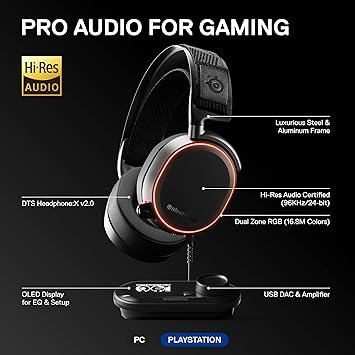 PRO AUDIO FOR GAMING
Hi-Res
AUDIO
Luxurious Steel &
Aluminum Frame
Hi-Res Audio Certified
(96KHz/24-bit)
DTS Headphone:X v2.0
Dual Zone RGB (16.8M Colors)
OLED Display
for EQ & Setup
USB DAC & Amplifier
PC
PLAYSTATION